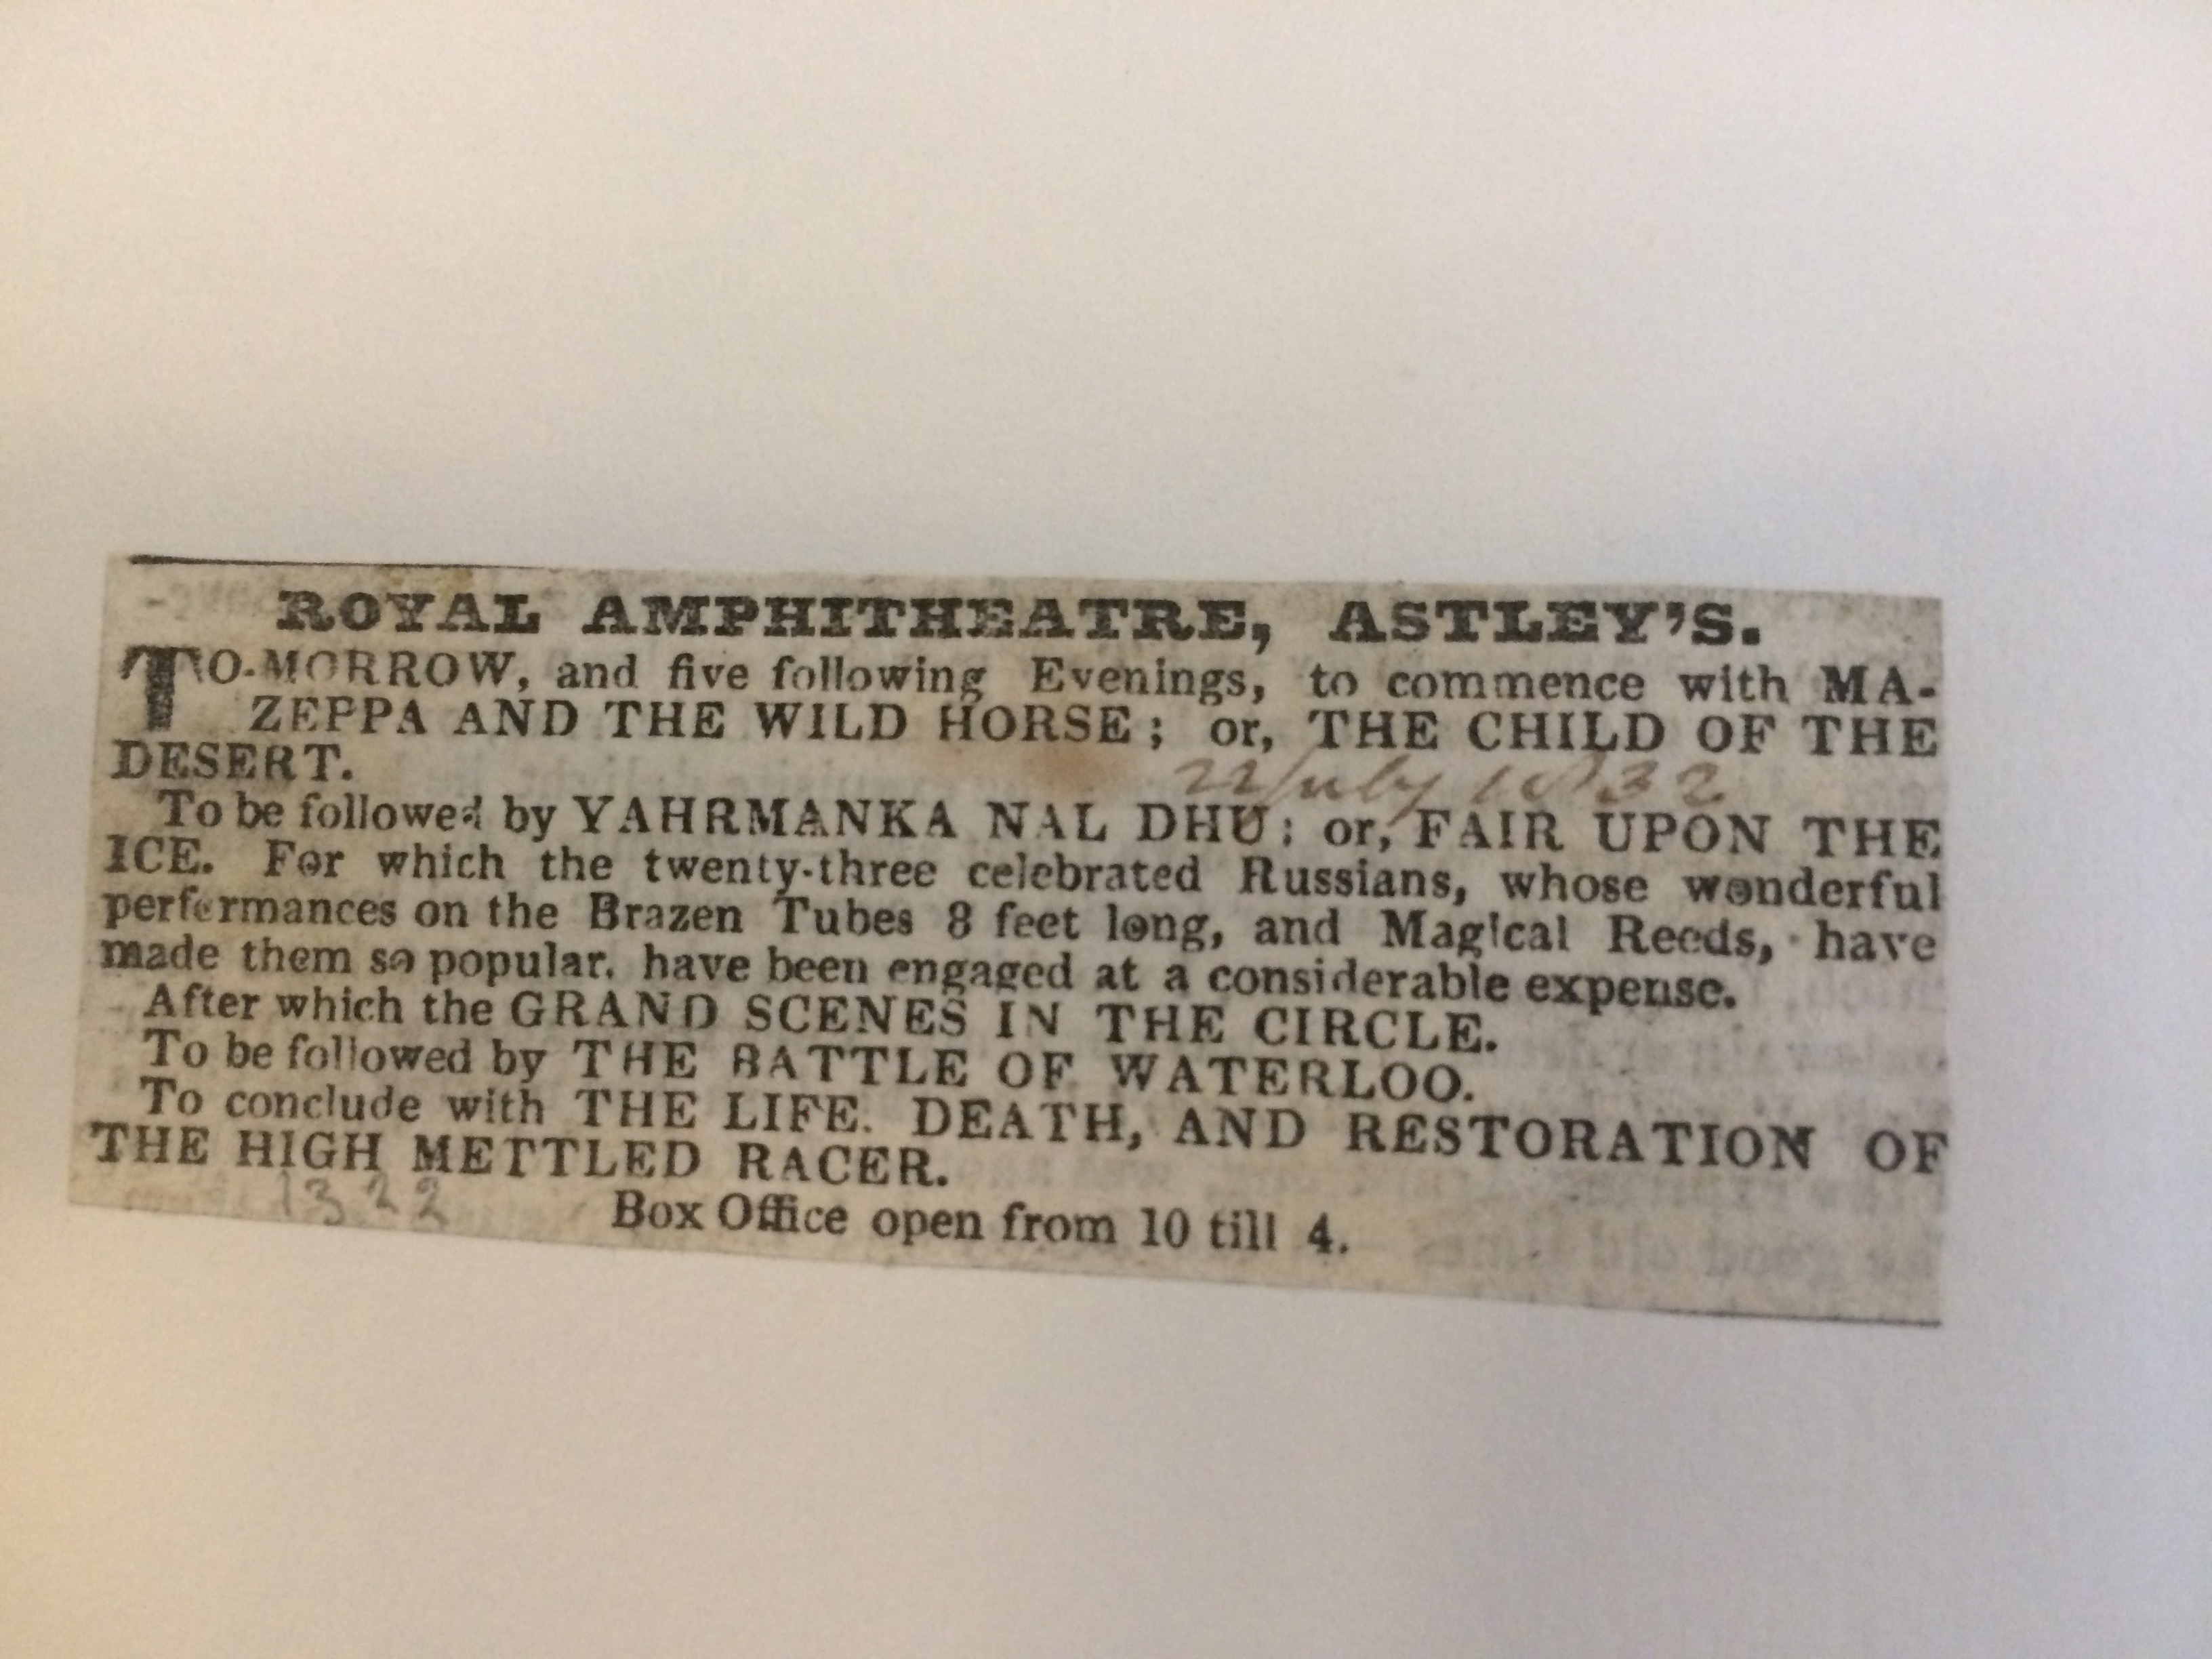 ROYAL AMPHITHEATRE, ASTLEY'S.
TO-MORROW, and five following Evenings, to commence with MA-
ZEPPA AND THE WILD HORSE; or, THE CHILD OF THE
DESERT.
22 July 1832
To be followed by YAHRMANKA NAL DHU; or, FAIR UPON THE
ICE. For which the twenty-three celebrated Russians, whose wonderful
performances on the Brazen Tubes 8 feet long, and Magical Reeds, have
made them so popular, have been engaged at a considerable expense.
After which the GRAND SCENES IN THE CIRCLE.
To be followed by THE BATTLE OF WATERLOO.
To conclude with THE LIFE, DEATH, AND RESTORATION OF
THE HIGH METTLED RACER.
Box Office open from 10 till 4.